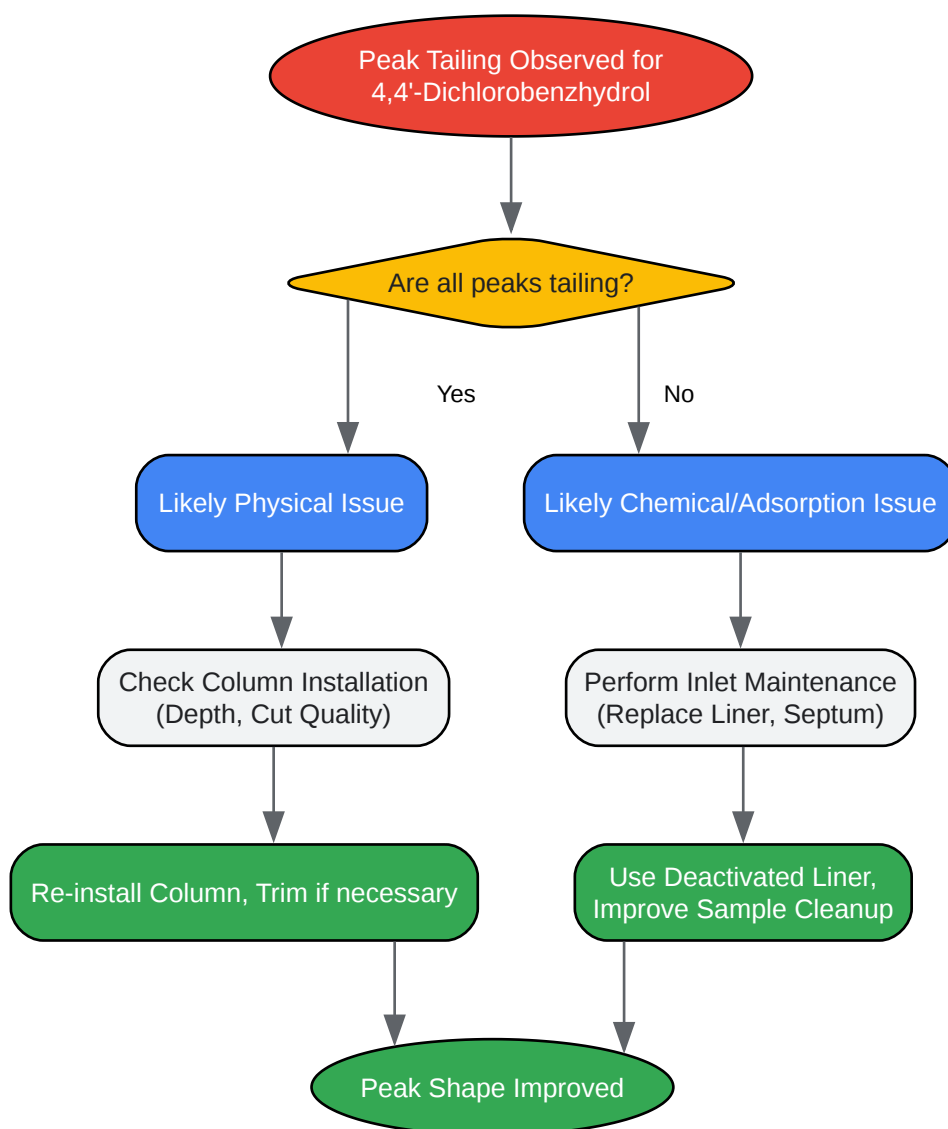 Peak Tailing Observed for
4,4'-Dichlorobenzhydrol
Are all peaks tailing?
Yes
No
Likely Physical Issue
Likely Chemical/Adsorption Issue
Check Column Installation
(Depth, Cut Quality)
Perform Inlet Maintenance
(Replace Liner, Septum)
Re-install Column, Trim if necessary
Use Deactivated Liner,
Improve Sample Cleanup
Peak Shape Improved